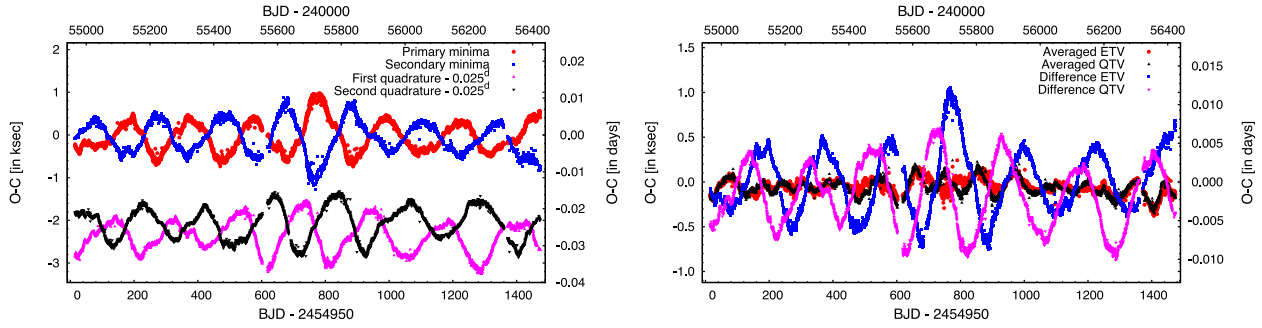 BJD - 240000
55000 55200 55400 55600 55800 56000 56200 56400
Primary minima
Secondary minima
First quadrature - 0.025d
Second quadrature - 0.025d
O-C [in ksec]
2
1
0
-1
-2
-3
0.02
0.01
0.00
-0.01
-0.02
-0.03
-0.04
O-C [in days]
0 200 400 600 800 1000 1200 1400
BJD - 2454950
BJD - 240000
55000 55200 55400 55600 55800 56000 56200 56400
Averaged ETV
Averaged QTV
Difference ETV
Difference QTV
O-C [in ksec]
1.5
1.0
0.5
0.0
-0.5
-1.0
0.015
0.010
0.005
0.000
-0.005
-0.010
O-C [in days]
0 200 400 600 800 1000 1200 1400
BJD - 2454950